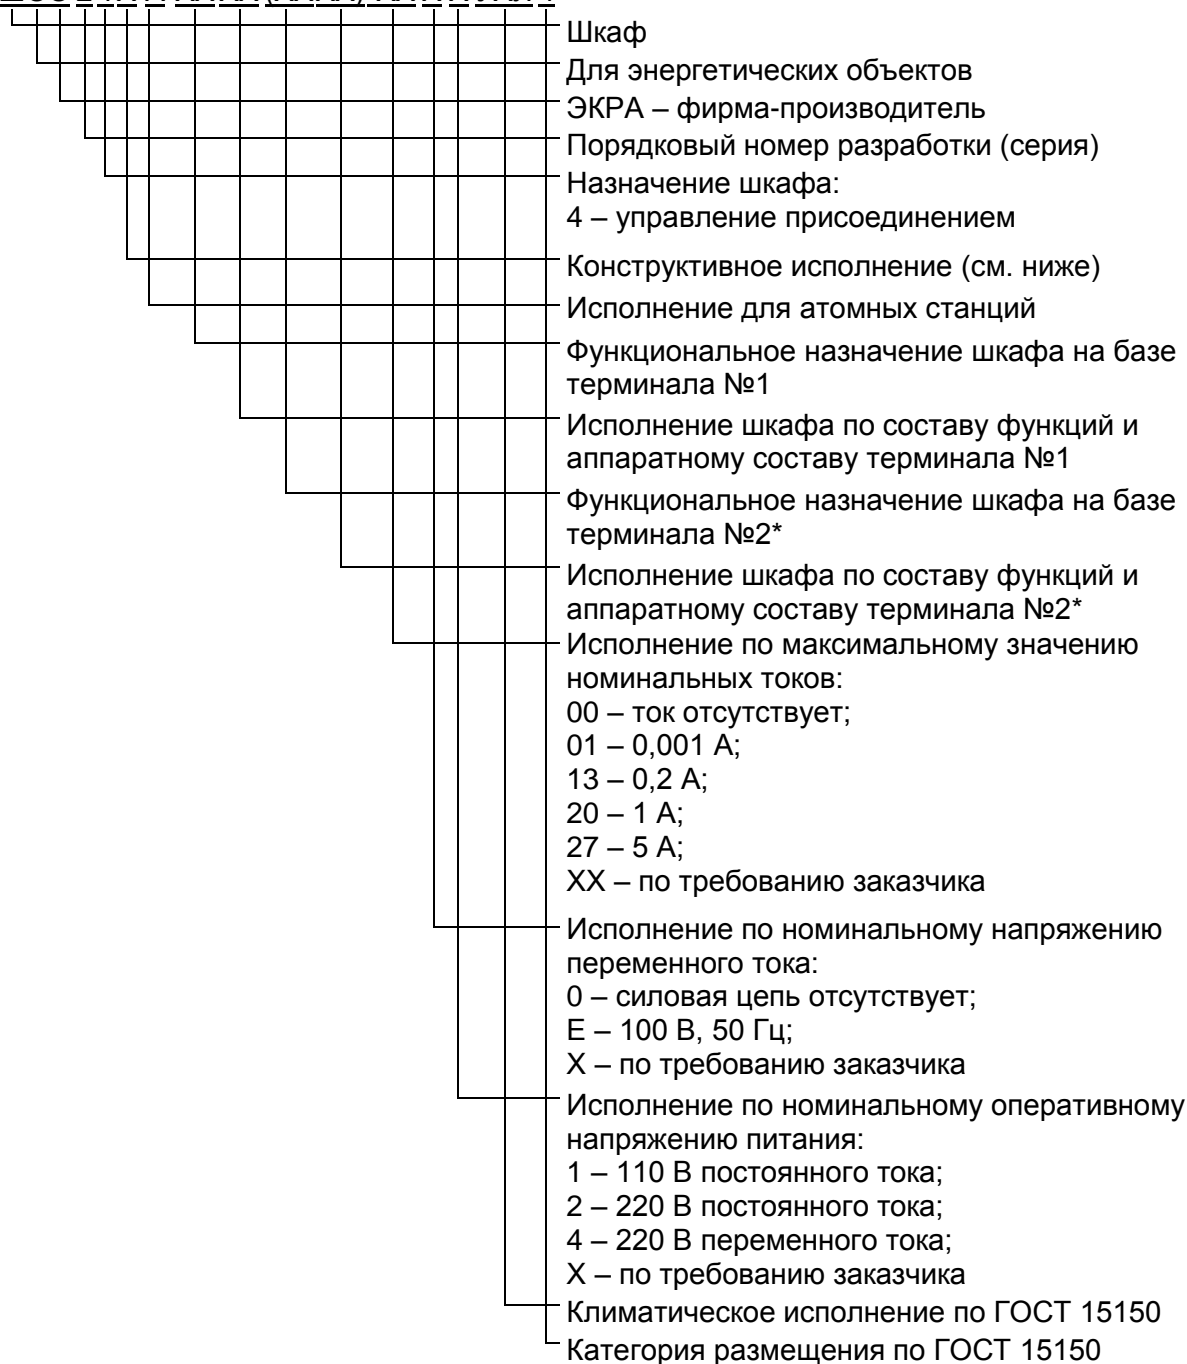 Шкаф
Для энергетических объектов
ЭКРА – фирма-производитель
Порядковый номер разработки (серия)
Назначение шкафа:
4 – управление присоединением
Конструктивное исполнение (см. ниже)
Исполнение для атомных станций
Функциональное назначение шкафа на базе
терминала №1
Исполнение шкафа по составу функций и
аппаратному составу терминала №1
Функциональное назначение шкафа на базе
терминала №2*
Исполнение шкафа по составу функций и
аппаратному составу терминала №2*
Исполнение по максимальному значению
номинальных токов:
00 – ток отсутствует;
01 – 0,001 А;
13 – 0,2 А;
20 – 1 А;
27 – 5 А;
ХХ – по требованию заказчика
Исполнение по номинальному напряжению
переменного тока:
0 – силовая цепь отсутствует;
Е – 100 В, 50 Гц;
Х – по требованию заказчика
Исполнение по номинальному оперативному
напряжению питания:
1 – 110 В постоянного тока;
2 – 220 В постоянного тока;
4 – 220 В переменного тока;
Х – по требованию заказчика
Климатическое исполнение по ГОСТ 15150
Категория размещения по ГОСТ 15150